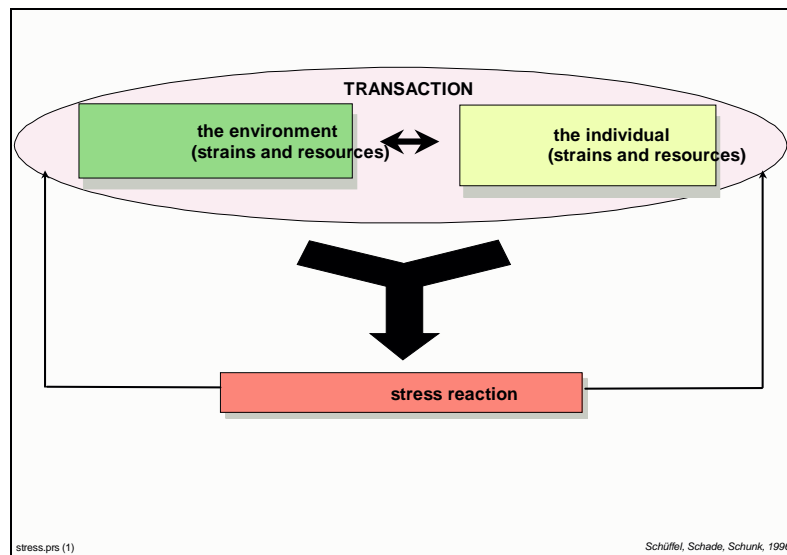 TRANSACTION
the environment
(strains and resources)
the individual
(strains and resources)
stress reaction
stress.prs (1)
Schüffel, Schade, Schunk, 1996